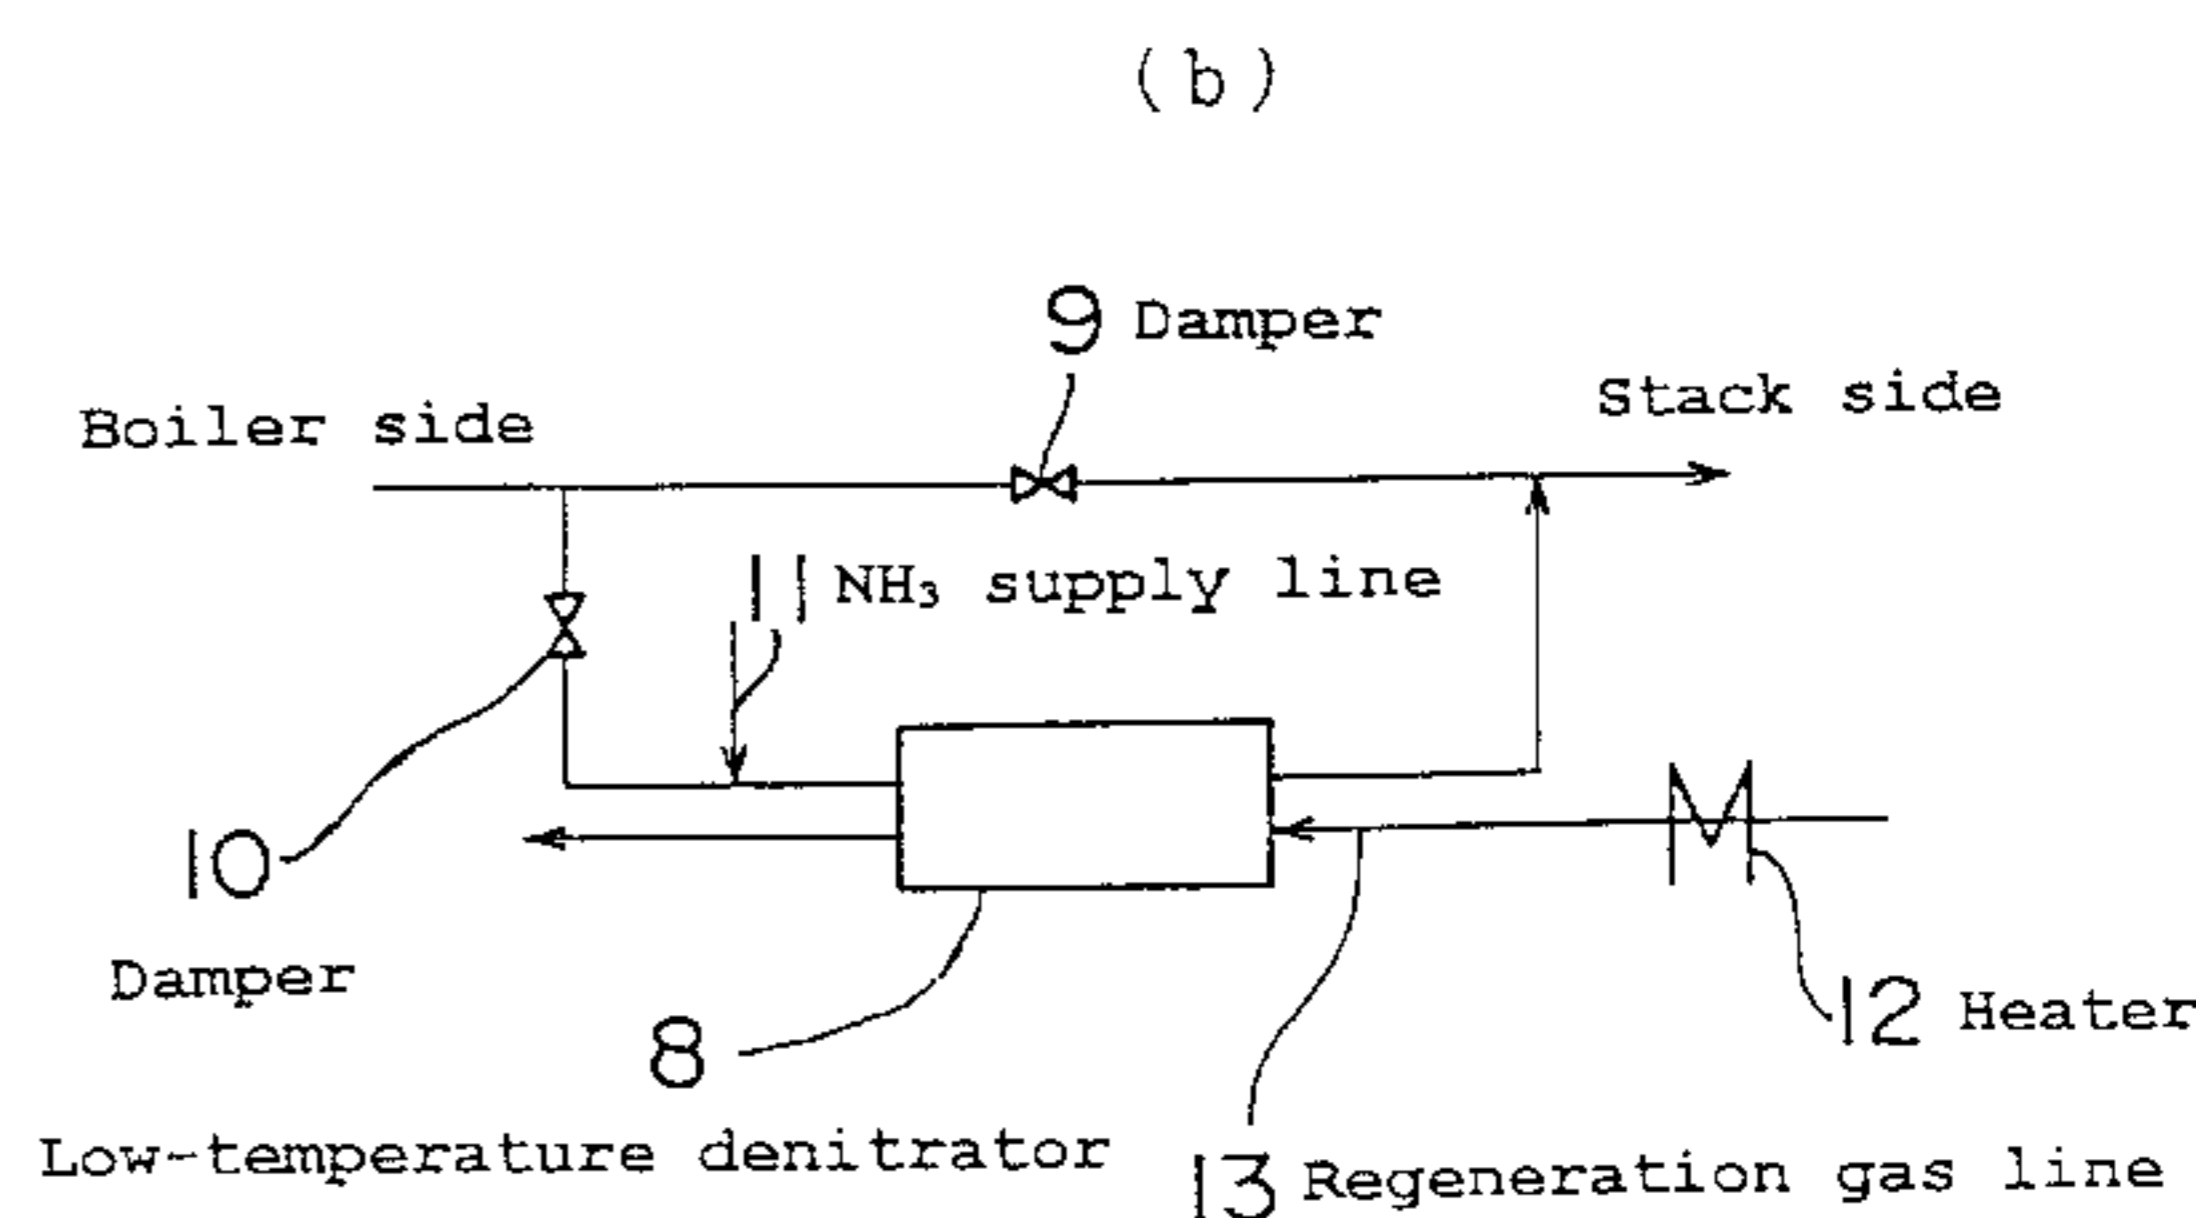 (b)
9 Damper
Boiler side
Stack side
11 NH₃ supply line
10
Damper
12 Heater
8
Low-temperature denitrator
13 Regeneration gas line